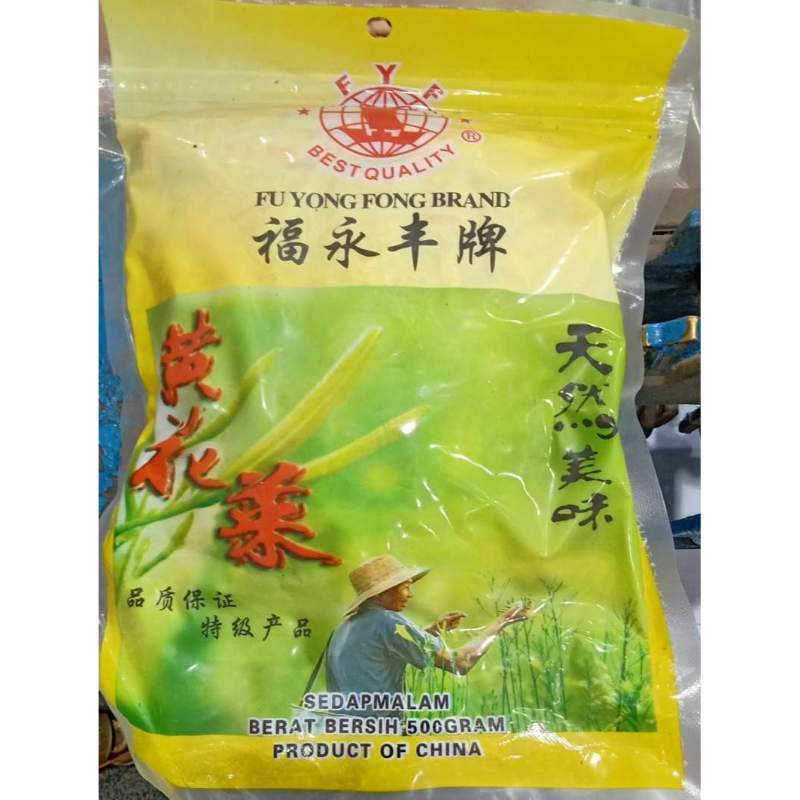 FYF
BEST QUALITY
®
FU YONG FONG BRAND
福永丰牌
黄花菜
天然美味
品质保证
特级产品
SEDAPMALAM
BERAT BERSIH 500GRAM
PRODUCT OF CHINA